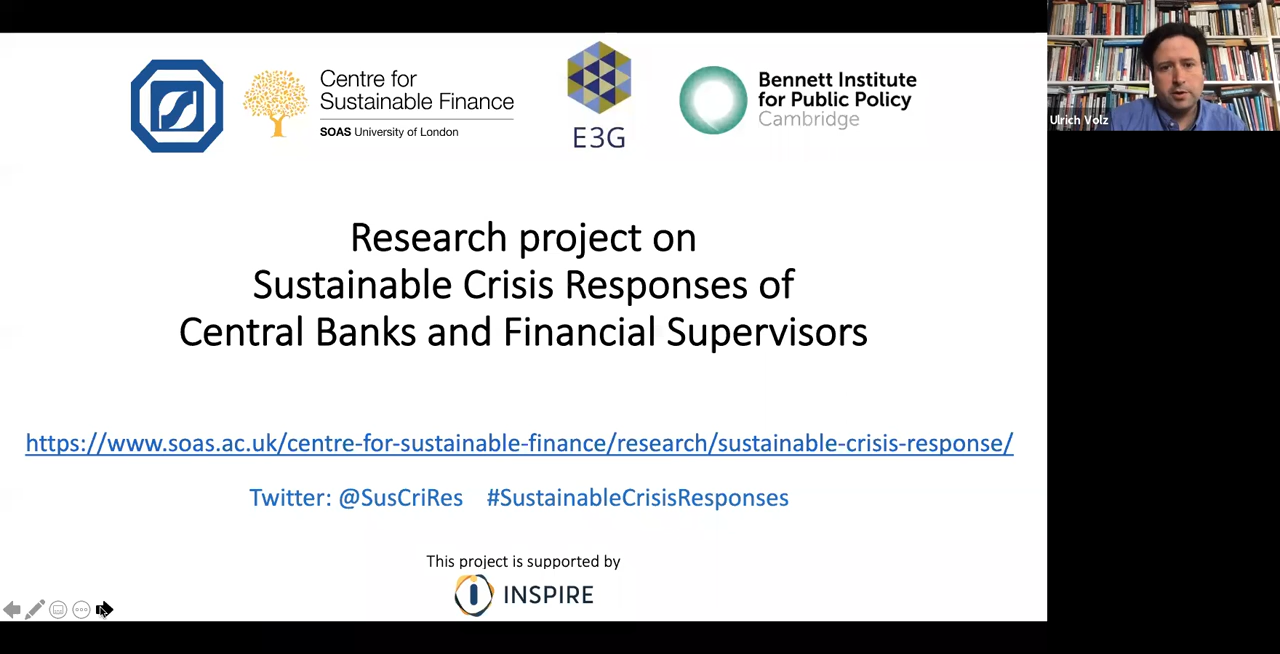 Centre for
Sustainable Finance
SOAS University of London
E3G
Bennett Institute
for Public Policy
Cambridge
Ulrich Volz
Research project on
Sustainable Crisis Responses of
Central Banks and Financial Supervisors
https://www.soas.ac.uk/centre-for-sustainable-finance/research/sustainable-crisis-response/
Twitter: @SusCriRes #SustainableCrisisResponses
This project is supported by
INSPIRE